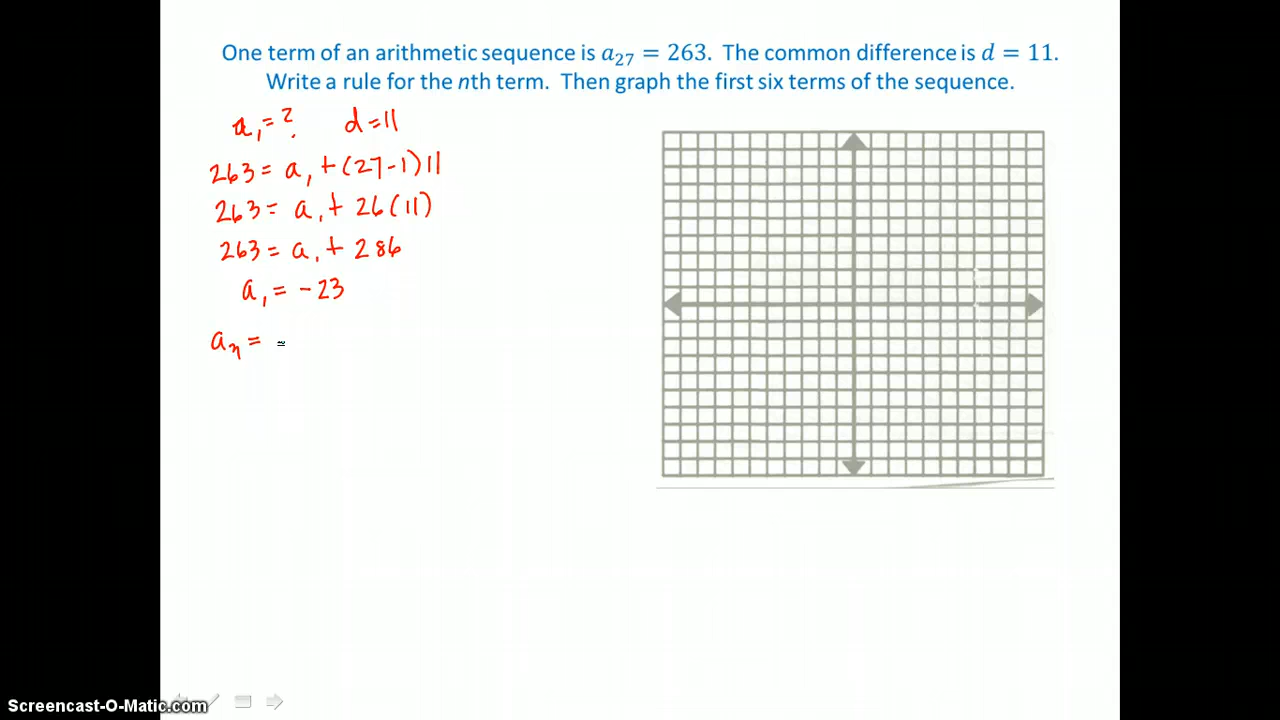 One term of an arithmetic sequence is a₂₇ = 263. The common difference is d = 11.
Write a rule for the nth term. Then graph the first six terms of the sequence.
a₁ = ? d = 11
263 = a₁ + (27-1) 11
263 = a₁ + 26(11)
263 = a₁ + 286
a₁ = -23
aₙ =
Screencast-O-Matic.com